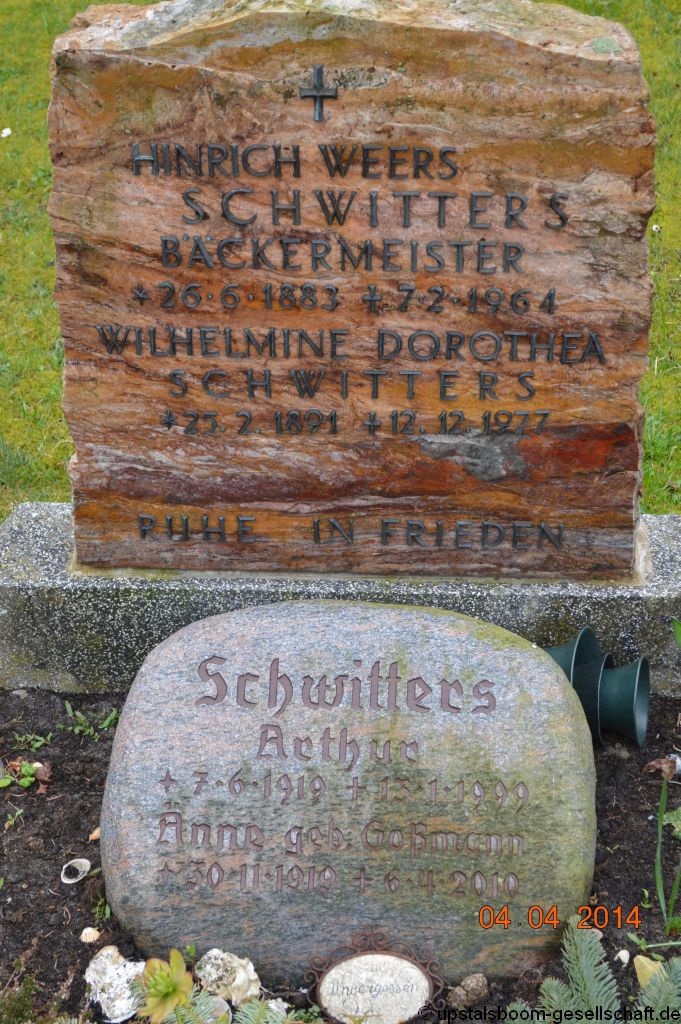 HINRICH WEERS
SCHWITTERS
BÄCKERMEISTER
* 26·6·1883 ✝ 7·2·1964
WILHELMINE DOROTHEA
SCHWITTERS
* 25. 2. 1891 ✝ 12. 12. 1977
RUHE IN FRIEDEN
Schwitters
Arthur
* 7·6·1919 ✝ 13·1·1999
Änne geb. Goßmann
* 30·11·1919 ✝ 6·4·2010
04 04 2014
Unvergessen
www.upstalsboom-gesellschaft.de